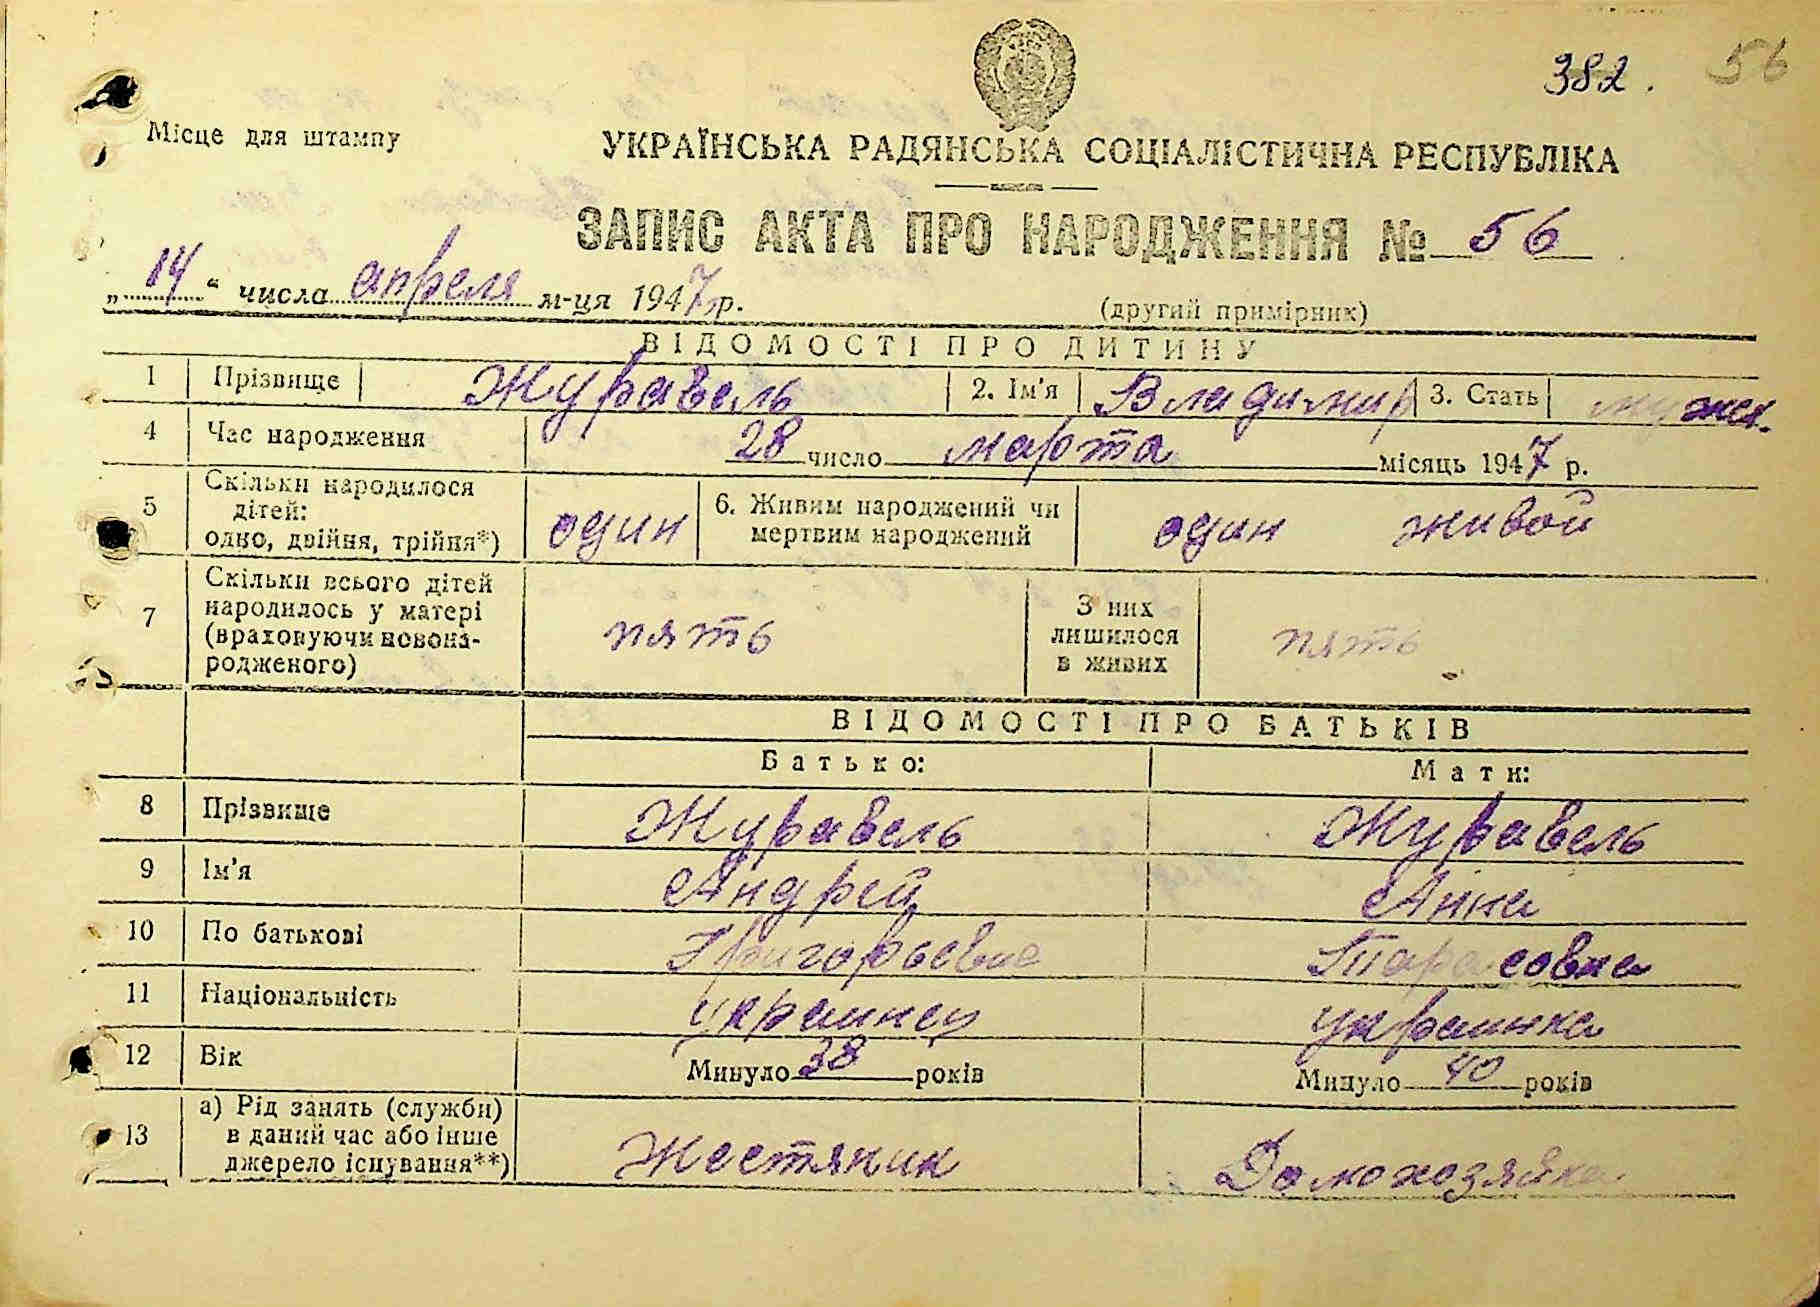 382. 56
Місце для штампу
УКРАЇНСЬКА РАДЯНСЬКА СОЦІАЛІСТИЧНА РЕСПУБЛІКА
ЗАПИС АКТА ПРО НАРОДЖЕННЯ № 56
„14“ числа апреля м-ця 1947 р.
(другий примірник)
ВІДОМОСТІ ПРО ДИТИНУ
1 Прізвище Журавель 2. Ім'я Владимир 3. Стать мужск.
4 Час народження 28 число марта місяць 1947 р.
5 Скільки народилося
дітей:
одно, двійня, трійня*) один
6. Живим народжений чи
мертвим народжений один живой
7 Скільки всього дітей
народилось у матері
(враховуючи новона-
родженого) пять
З них
лишилося
в живих пять
ВІДОМОСТІ ПРО БАТЬКІВ
Батько: Мати:
8 Прізвище Журавель Журавель
9 Ім'я Андрей Анна
10 По батькові Григорьевич Тарасовна
11 Національність украинец украинка
12 Вік Минуло 38 років Минуло 40 років
13 а) Рід занять (служби)
в даний час або інше
джерело існування**) Жестяник Домохозяйка